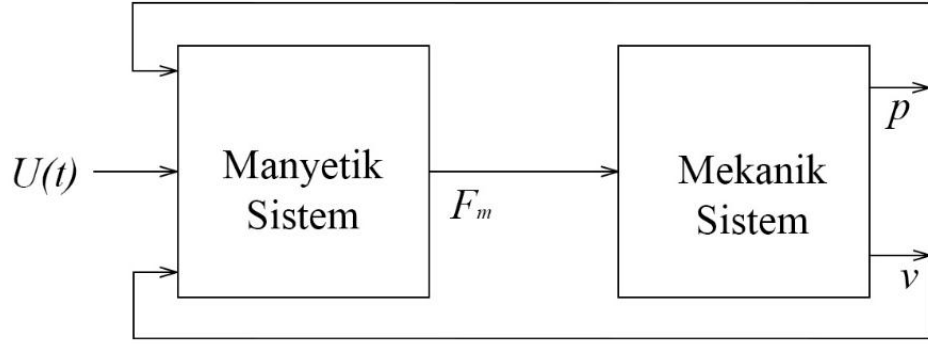 U(t)
Manyetik
Sistem
F_m
Mekanik
Sistem
p
v